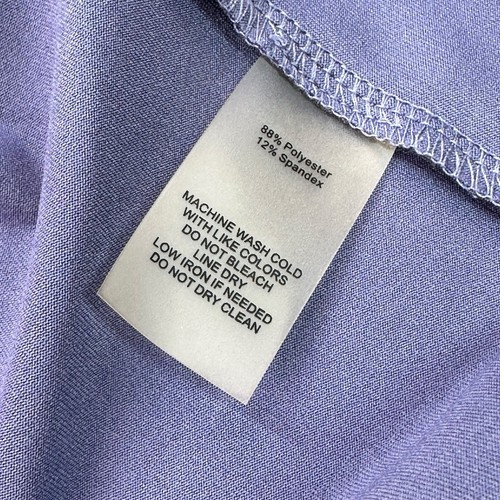 88% Polyester
12% Spandex
MACHINE WASH COLD
WITH LIKE COLORS
DO NOT BLEACH
LINE DRY
LOW IRON IF NEEDED
DO NOT DRY CLEAN